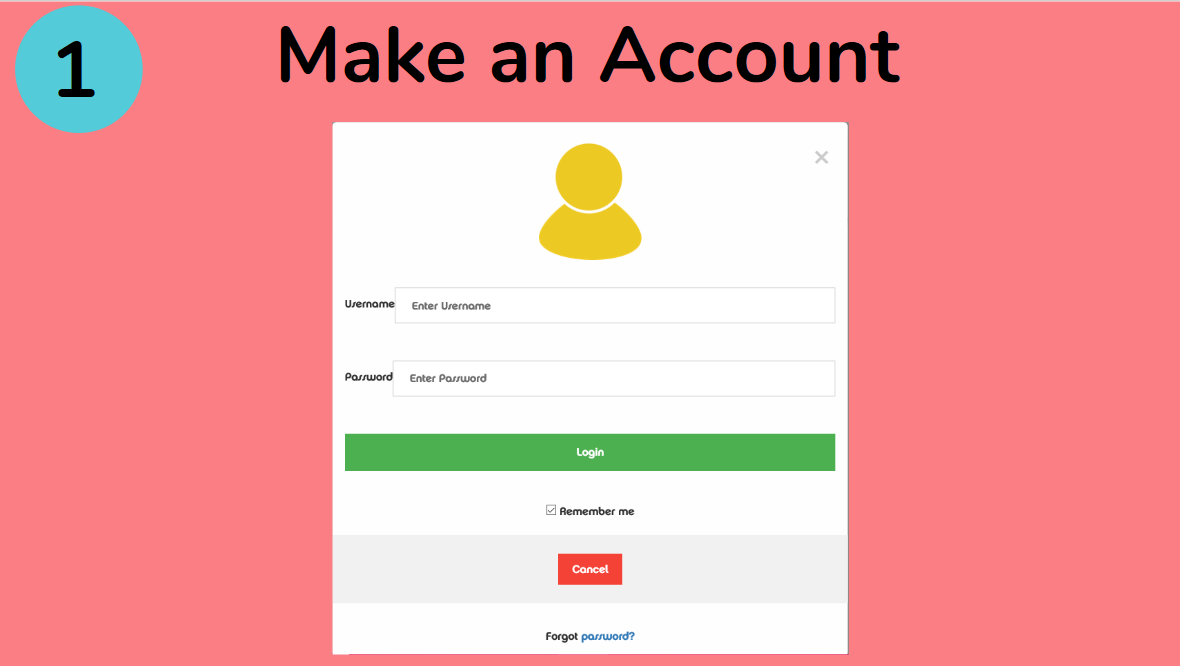 1
Make an Account
×
Username Enter Username
Password Enter Password
Login
Remember me
Cancel
Forgot password?